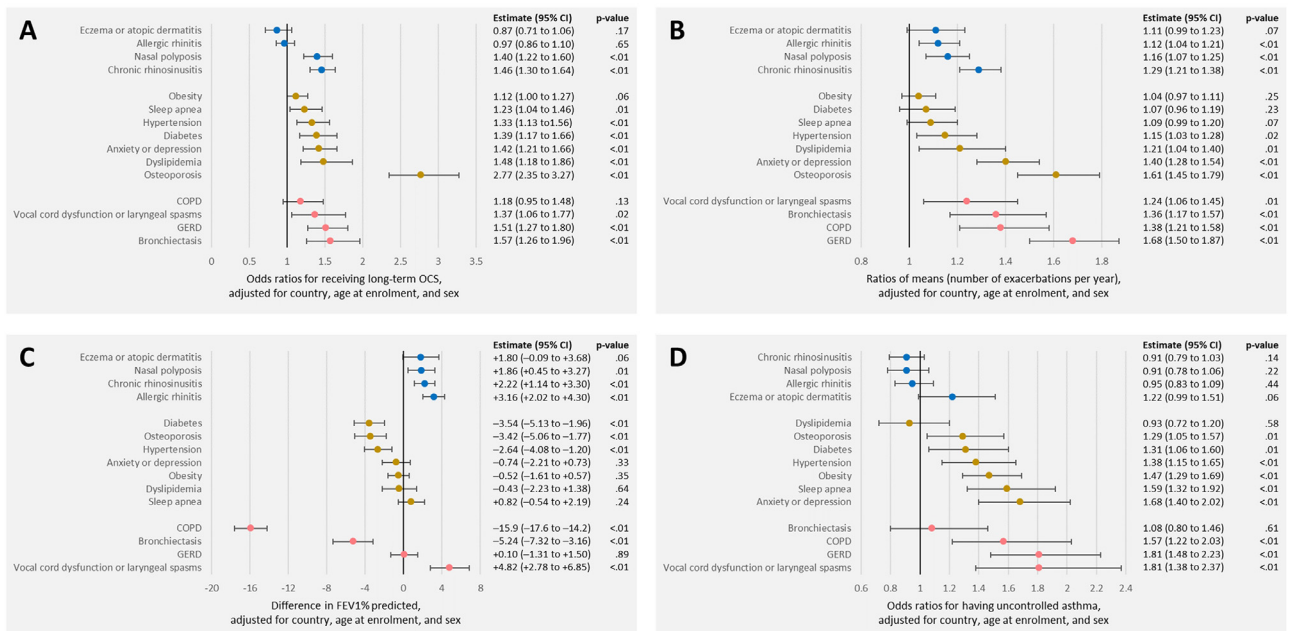 A
Estimate (95% CI) p-value
Eczema or atopic dermatitis 0.87 (0.71 to 1.06) .17
Allergic rhinitis 0.97 (0.86 to 1.10) .65
Nasal polyposis 1.40 (1.22 to 1.60) <.01
Chronic rhinosinusitis 1.46 (1.30 to 1.64) <.01
Obesity 1.12 (1.00 to 1.27) .06
Sleep apnea 1.23 (1.04 to 1.46) .01
Hypertension 1.33 (1.13 to1.56) <.01
Diabetes 1.39 (1.17 to 1.66) <.01
Anxiety or depression 1.42 (1.21 to 1.66) <.01
Dyslipidemia 1.48 (1.18 to 1.86) <.01
Osteoporosis 2.77 (2.35 to 3.27) <.01
COPD 1.18 (0.95 to 1.48) .13
Vocal cord dysfunction or laryngeal spasms 1.37 (1.06 to 1.77) .02
GERD 1.51 (1.27 to 1.80) <.01
Bronchiectasis 1.57 (1.26 to 1.96) <.01
0 0.5 1 1.5 2 2.5 3 3.5
Odds ratios for receiving long-term OCS,
adjusted for country, age at enrolment, and sex
B
Estimate (95% CI) p-value
Eczema or atopic dermatitis 1.11 (0.99 to 1.23) .07
Allergic rhinitis 1.12 (1.04 to 1.21) <.01
Nasal polyposis 1.16 (1.07 to 1.25) <.01
Chronic rhinosinusitis 1.29 (1.21 to 1.38) <.01
Obesity 1.04 (0.97 to 1.11) .25
Diabetes 1.07 (0.96 to 1.19) .23
Sleep apnea 1.09 (0.99 to 1.20) .07
Hypertension 1.15 (1.03 to 1.28) .02
Dyslipidemia 1.21 (1.04 to 1.40) .01
Anxiety or depression 1.40 (1.28 to 1.54) <.01
Osteoporosis 1.61 (1.45 to 1.79) <.01
Vocal cord dysfunction or laryngeal spasms 1.24 (1.06 to 1.45) .01
Bronchiectasis 1.36 (1.17 to 1.57) <.01
COPD 1.38 (1.21 to 1.58) <.01
GERD 1.68 (1.50 to 1.87) <.01
0.8 1 1.2 1.4 1.6 1.8
Ratios of means (number of exacerbations per year),
adjusted for country, age at enrolment, and sex
C
Estimate (95% CI) p-value
Eczema or atopic dermatitis +1.80 (−0.09 to +3.68) .06
Nasal polyposis +1.86 (+0.45 to +3.27) .01
Chronic rhinosinusitis +2.22 (+1.14 to +3.30) <.01
Allergic rhinitis +3.16 (+2.02 to +4.30) <.01
Diabetes −3.54 (−5.13 to −1.96) <.01
Osteoporosis −3.42 (−5.06 to −1.77) <.01
Hypertension −2.64 (−4.08 to −1.20) <.01
Anxiety or depression −0.74 (−2.21 to +0.73) .33
Obesity −0.52 (−1.61 to +0.57) .35
Dyslipidemia −0.43 (−2.23 to +1.38) .64
Sleep apnea +0.82 (−0.54 to +2.19) .24
COPD −15.9 (−17.6 to −14.2) <.01
Bronchiectasis −5.24 (−7.32 to −3.16) <.01
GERD +0.10 (−1.31 to +1.50) .89
Vocal cord dysfunction or laryngeal spasms +4.82 (+2.78 to +6.85) <.01
-20 -16 -12 -8 -4 0 4 8
Difference in FEV1% predicted,
adjusted for country, age at enrolment, and sex
D
Estimate (95% CI) p-value
Chronic rhinosinusitis 0.91 (0.79 to 1.03) .14
Nasal polyposis 0.91 (0.78 to 1.06) .22
Allergic rhinitis 0.95 (0.83 to 1.09) .44
Eczema or atopic dermatitis 1.22 (0.99 to 1.51) .06
Dyslipidemia 0.93 (0.72 to 1.20) .58
Osteoporosis 1.29 (1.05 to 1.57) .01
Diabetes 1.31 (1.06 to 1.60) .01
Hypertension 1.38 (1.15 to 1.65) <.01
Obesity 1.47 (1.29 to 1.69) <.01
Sleep apnea 1.59 (1.32 to 1.92) <.01
Anxiety or depression 1.68 (1.40 to 2.02) <.01
Bronchiectasis 1.08 (0.80 to 1.46) .61
COPD 1.57 (1.22 to 2.03) <.01
GERD 1.81 (1.48 to 2.23) <.01
Vocal cord dysfunction or laryngeal spasms 1.81 (1.38 to 2.37) <.01
0.6 0.8 1 1.2 1.4 1.6 1.8 2 2.2 2.4
Odds ratios for having uncontrolled asthma,
adjusted for country, age at enrolment, and sex